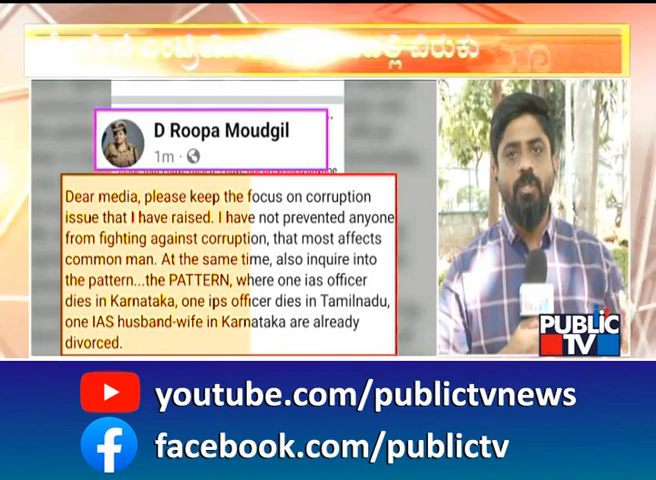 D Roopa Moudgil
1m ·
Dear media, please keep the focus on corruption
issue that I have raised. I have not prevented anyone
from fighting against corruption, that most affects
common man. At the same time, also inquire into
the pattern...the PATTERN, where one ias officer
dies in Karnataka, one ips officer dies in Tamilnadu,
one IAS husband-wife in Karnataka are already
divorced.
PUBLiC
TV
youtube.com/publictvnews
facebook.com/publictv